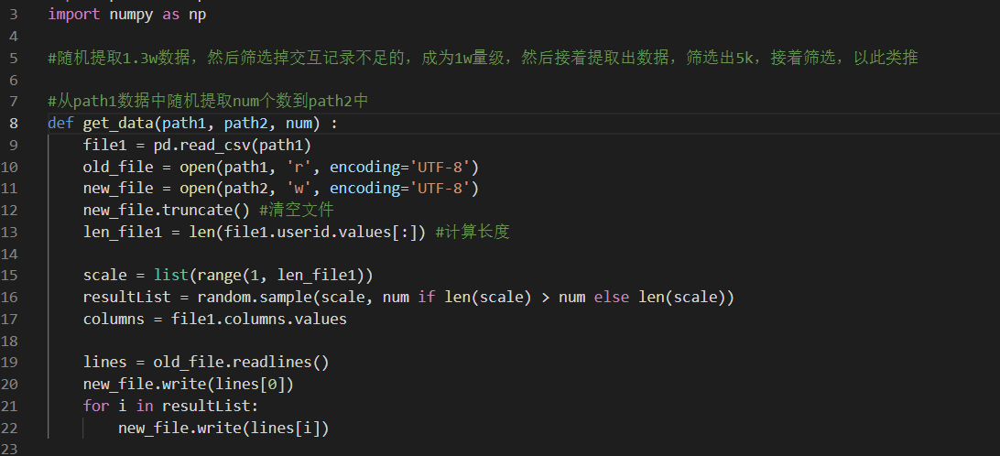 3 import numpy as np
4
5 #随机提取1.3w数据，然后筛选掉交互记录不足的，成为1w量级，然后接着提取出数据，筛选出5k，接着筛选，以此类推
6
7 #从path1数据中随机提取num个数到path2中
8 def get_data(path1, path2, num) :
9     file1 = pd.read_csv(path1)
10     old_file = open(path1, 'r', encoding='UTF-8')
11     new_file = open(path2, 'w', encoding='UTF-8')
12     new_file.truncate() #清空文件
13     len_file1 = len(file1.userid.values[:]) #计算长度
14
15     scale = list(range(1, len_file1))
16     resultList = random.sample(scale, num if len(scale) > num else len(scale))
17     columns = file1.columns.values
18
19     lines = old_file.readlines()
20     new_file.write(lines[0])
21     for i in resultList:
22         new_file.write(lines[i])
23